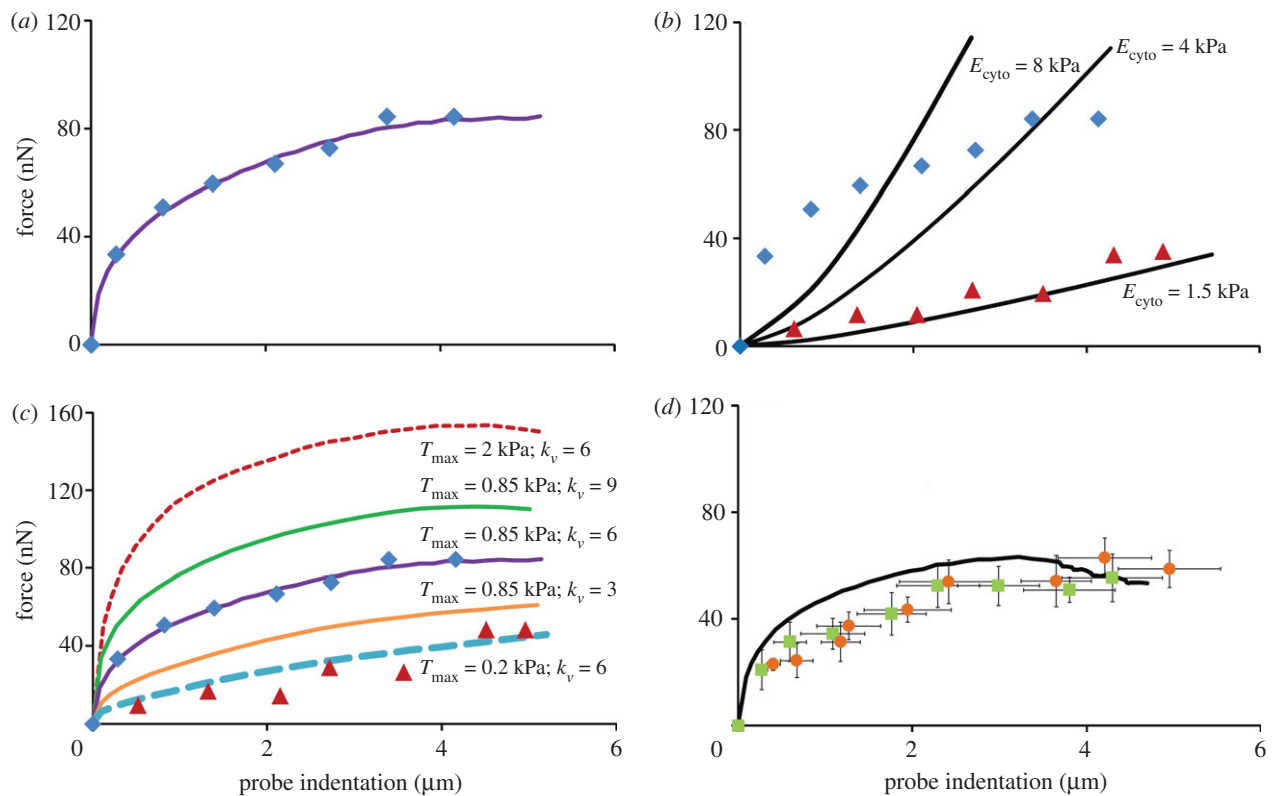 (a)
120
80
40
0
force (nN)
(b)
120
80
40
0
E_cyto = 8 kPa
E_cyto = 4 kPa
E_cyto = 1.5 kPa
(c)
160
120
80
40
0
2
4
6
force (nN)
probe indentation (μm)
T_max = 2 kPa; k_v = 6
T_max = 0.85 kPa; k_v = 9
T_max = 0.85 kPa; k_v = 6
T_max = 0.85 kPa; k_v = 3
T_max = 0.2 kPa; k_v = 6
(d)
120
80
40
0
2
4
6
probe indentation (μm)